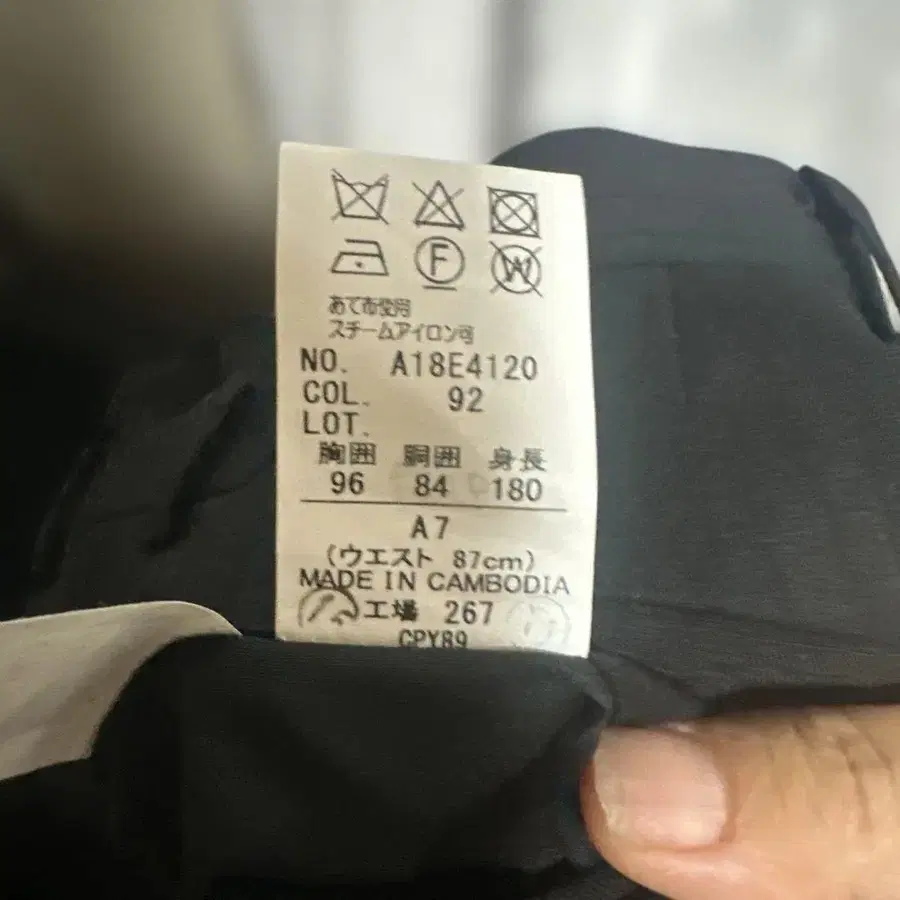 F
W
あて布使用
スチームアイロン可
NO. A18E4120
COL. 92
LOT.
胸囲 胴囲 身長
96 84 180
A7
(ウエスト 87cm)
MADE IN CAMBODIA
工場 267
CPY89